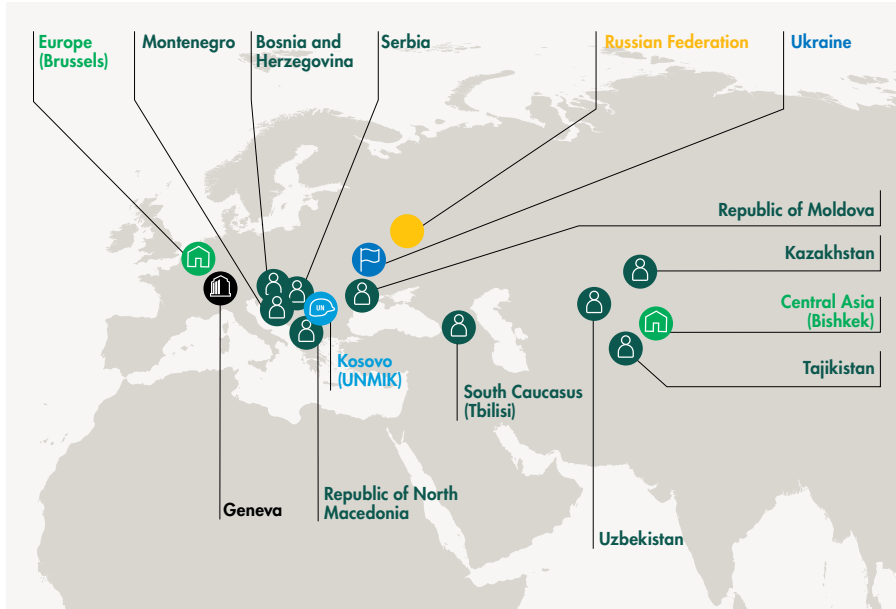 Europe
(Brussels)
Montenegro
Bosnia and
Herzegovina
Serbia
Russian Federation
Ukraine
Republic of Moldova
Kazakhstan
Central Asia
(Bishkek)
Tajikistan
UN
Kosovo
(UNMIK)
South Caucasus
(Tbilisi)
Geneva
Republic of North
Macedonia
Uzbekistan